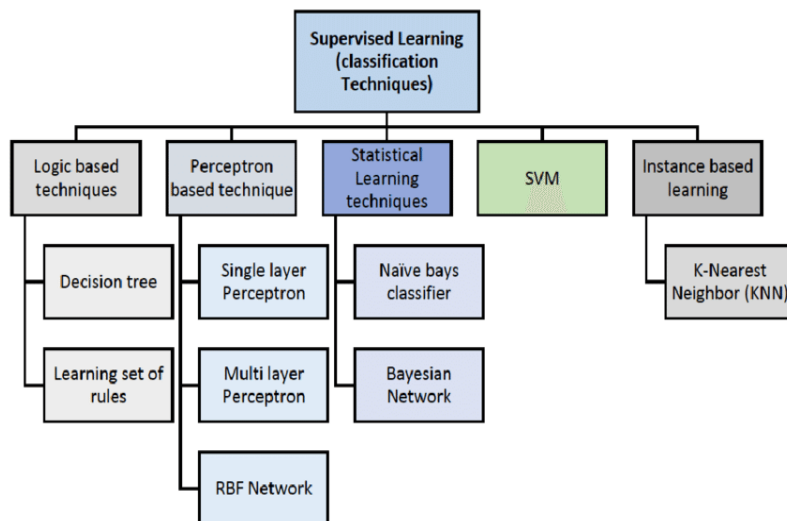 Supervised Learning
(classification
Techniques)
Logic based
techniques
Perceptron
based technique
Statistical
Learning
techniques
SVM
Instance based
learning
Decision tree
Learning set of
rules
Single layer
Perceptron
Multi layer
Perceptron
RBF Network
Naïve bays
classifier
Bayesian
Network
K-Nearest
Neighbor (KNN)